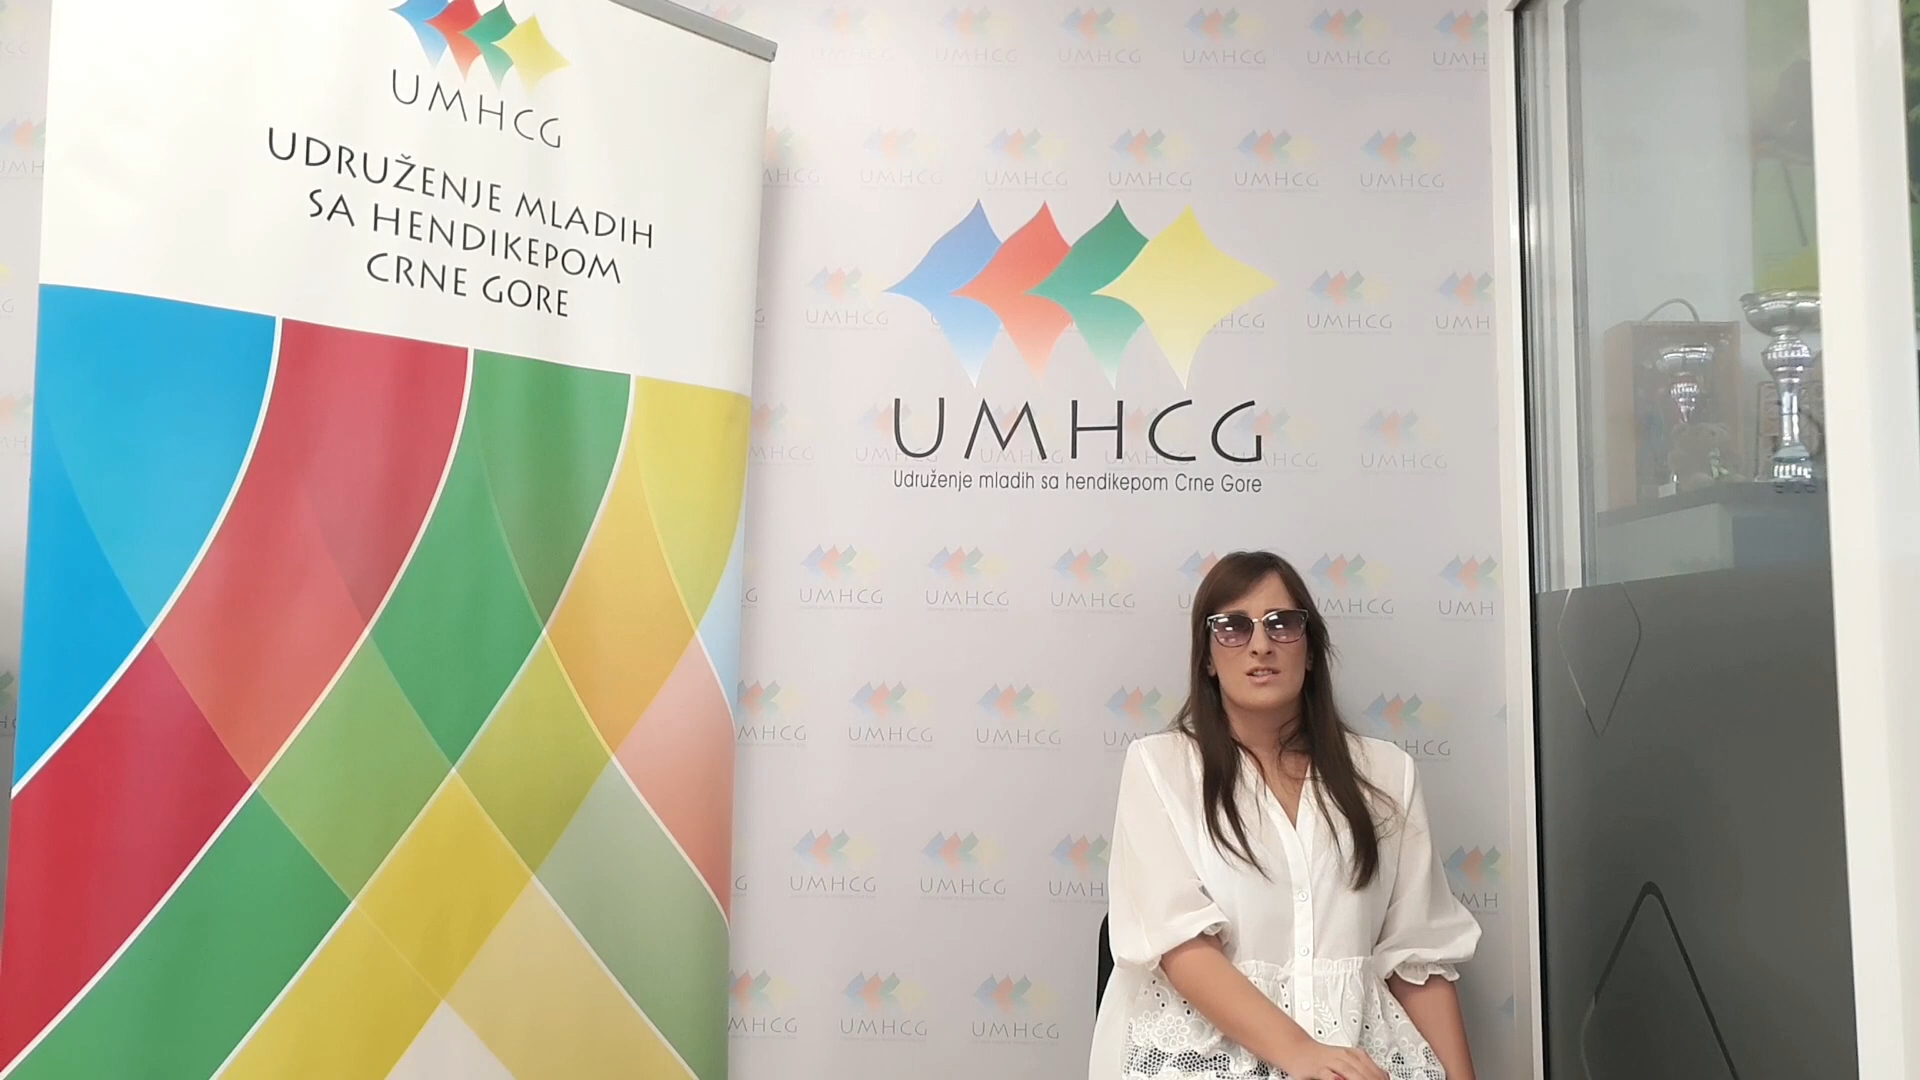 UMHCG
UDRUŽENJE MLADIH
SA HENDIKEPOM
CRNE GORE
UMHCG
Udruženje mladih sa hendikepom Crne Gore